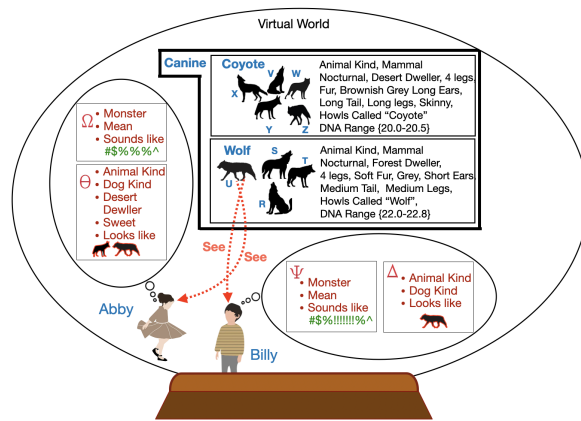 Virtual World
Canine
Coyote
V
W
X
Y
Z
Animal Kind, Mammal
Nocturnal, Desert Dweller, 4 legs,
Fur, Brownish Grey Long Ears,
Long Tail, Long legs, Skinny,
Howls Called “Coyote”
DNA Range {20.0-20.5}
Wolf
S
T
U
R
Animal Kind, Mammal
Nocturnal, Forest Dweller,
4 legs, Soft Fur, Grey, Short Ears
Medium Tail, Medium Legs,
Howls Called “Wolf”,
DNA Range {22.0-22.8}
Ω
• Monster
• Mean
• Sounds like
#$%%%^
Θ
• Animal Kind
• Dog Kind
• Desert
Dewller
• Sweet
• Looks like
See
See
Abby
Billy
Ψ
• Monster
• Mean
• Sounds like
#$%!!!!!!!%^
Δ
• Animal Kind
• Dog Kind
• Looks like